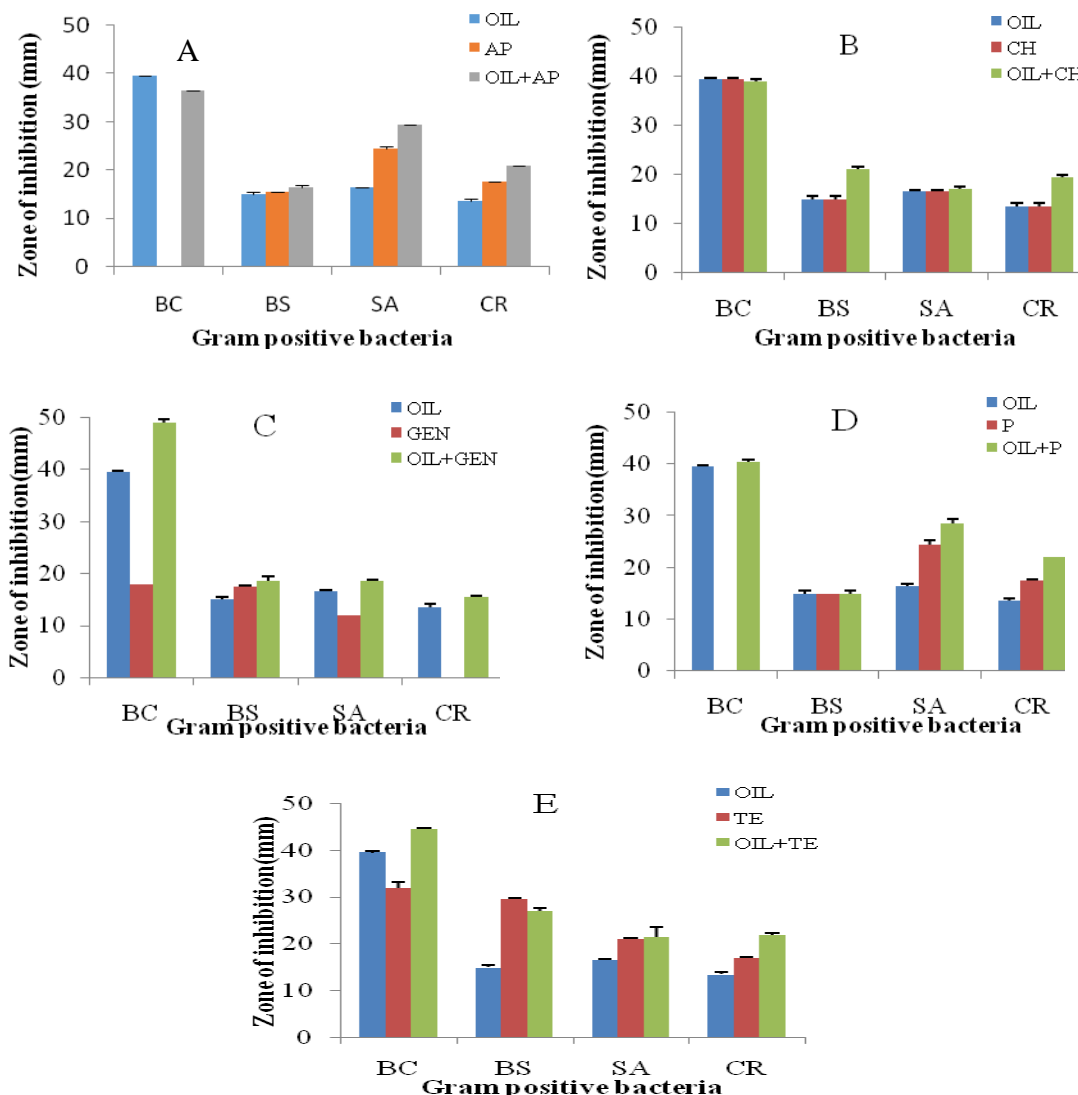 A
OIL
AP
OIL+AP
Zone of inhibition (mm)
50
40
30
20
10
0
BC BS SA CR
Gram positive bacteria
B
OIL
CH
OIL+CH
Zone of inhibition(mm)
50
40
30
20
10
0
BC BS SA CR
Gram positive bacteria
C
OIL
GEN
OIL+GEN
Zone of inhibition(mm)
50
40
30
20
10
0
BC BS SA CR
Gram positive bacteria
D
OIL
P
OIL+P
Zone of inhibition(mm)
50
40
30
20
10
0
BC BS SA CR
Gram positive bacteria
E
OIL
TE
OIL+TE
Zone of inhibition(mm)
50
40
30
20
10
0
BC BS SA CR
Gram positive bacteria